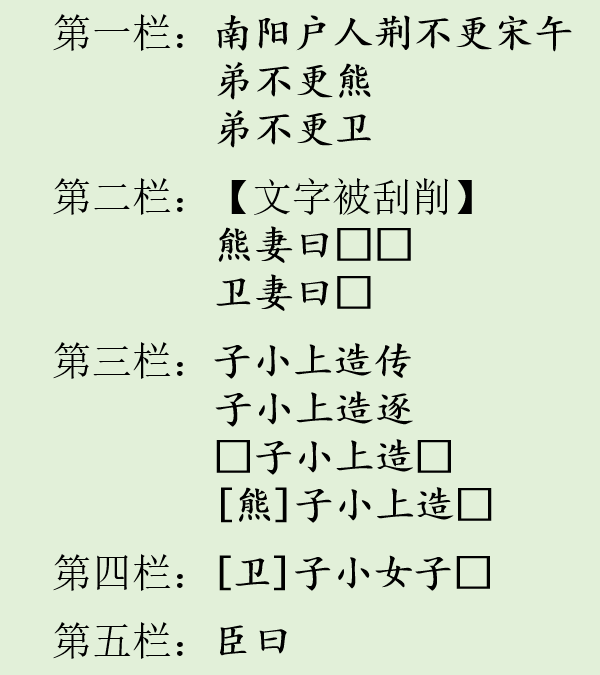 第一栏：南阳户人荆不更宋午
弟不更熊
弟不更卫
第二栏：【文字被刮削】
熊妻曰□□
卫妻曰□
第三栏：子小上造传
子小上造逐
□子小上造□
[熊]子小上造□
第四栏：[卫]子小女子□
第五栏：臣曰